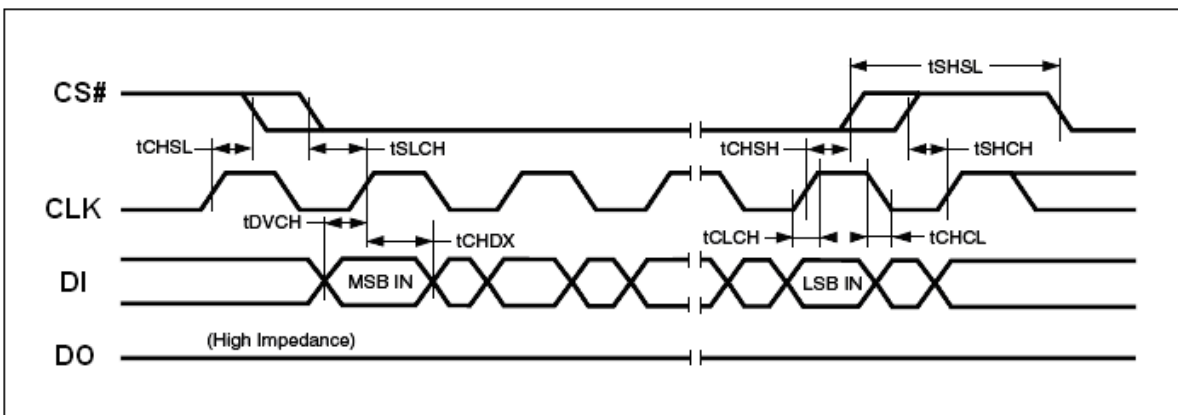 tSHSL
CS#
tCHSL
tSLCH
tCHSH
tSHCH
CLK
tDVCH
tCHDX
tCLCH
tCHCL
DI
MSB IN
LSB IN
(High Impedance)
DO